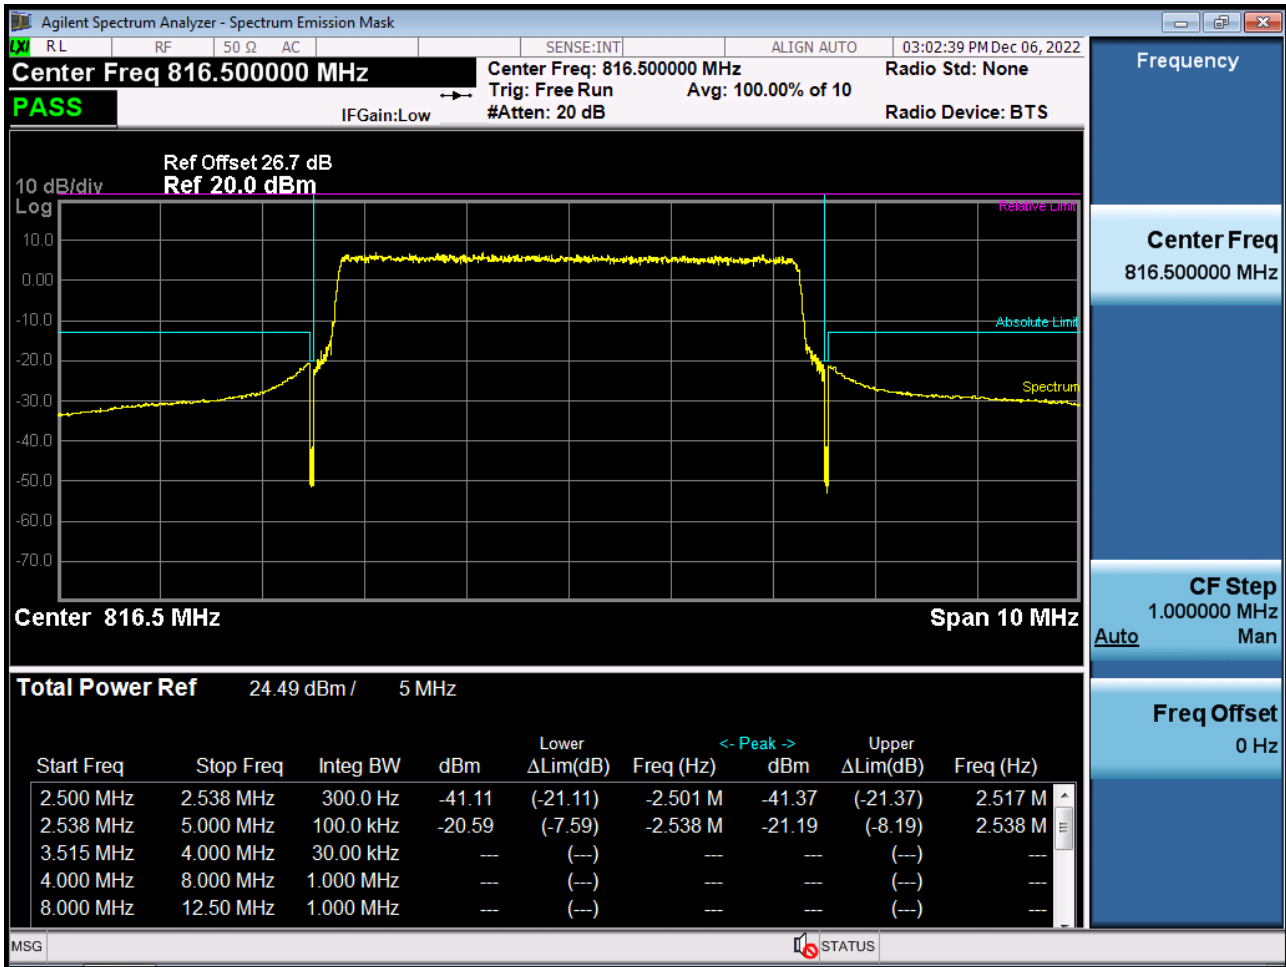 Agilent Spectrum Analyzer - Spectrum Emission Mask
LXI RL RF 50 Ω AC SENSE:INT ALIGN AUTO 03:02:39 PM Dec 06, 2022
Center Freq 816.500000 MHz
PASS
IFGain:Low
Center Freq: 816.500000 MHz
Trig: Free Run Avg: 100.00% of 10
#Atten: 20 dB
Radio Std: None
Radio Device: BTS
Ref Offset 26.7 dB
10 dB/div Ref 20.0 dBm
Log
Relative Limit
10.0
0.00
-10.0
Absolute Limit
-20.0
Spectrum
-30.0
-40.0
-50.0
-60.0
-70.0
Center 816.5 MHz Span 10 MHz
Total Power Ref 24.49 dBm / 5 MHz
Lower <- Peak -> Upper
Start Freq Stop Freq Integ BW dBm ΔLim(dB) Freq (Hz) dBm ΔLim(dB) Freq (Hz)
2.500 MHz 2.538 MHz 300.0 Hz -41.11 (-21.11) -2.501 M -41.37 (-21.37) 2.517 M
2.538 MHz 5.000 MHz 100.0 kHz -20.59 (-7.59) -2.538 M -21.19 (-8.19) 2.538 M
3.515 MHz 4.000 MHz 30.00 kHz --- (---) --- --- (---) ---
4.000 MHz 8.000 MHz 1.000 MHz --- (---) --- --- (---) ---
8.000 MHz 12.50 MHz 1.000 MHz --- (---) --- --- (---) ---
MSG STATUS
Frequency
Center Freq
816.500000 MHz
CF Step
1.000000 MHz
Auto Man
Freq Offset
0 Hz